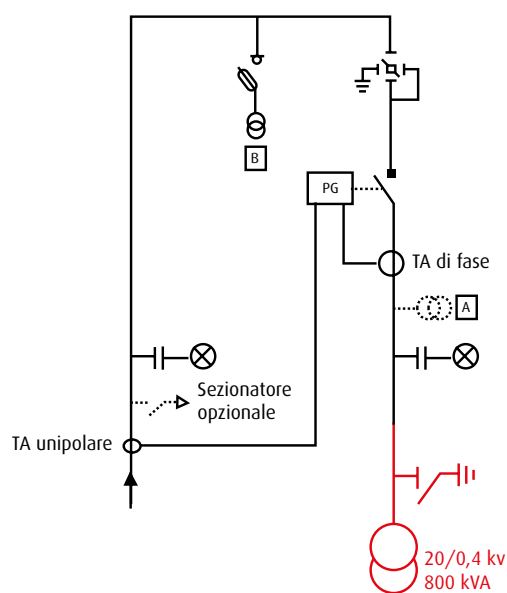 B
PG
TA di fase
A
Sezionatore
opzionale
TA unipolare
20/0,4 kv
800 kVA